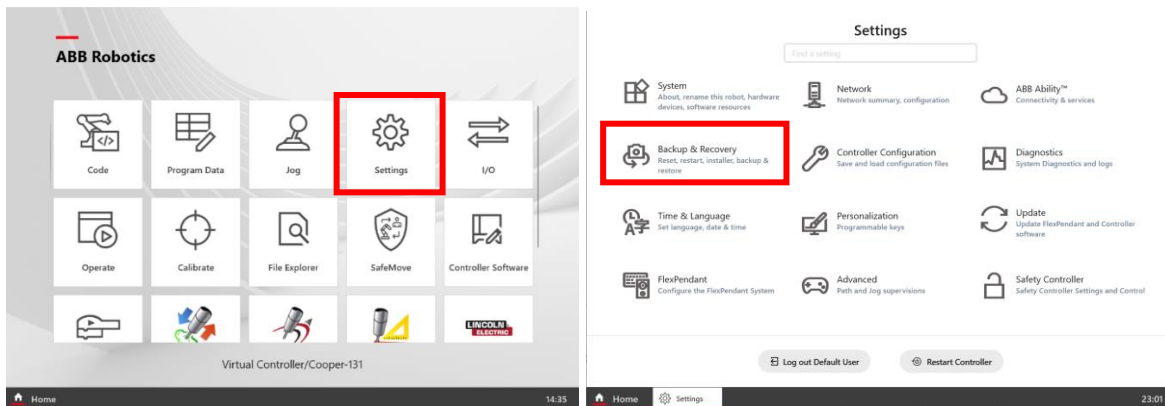 ABB Robotics
Code
Program Data
Jog
Settings
I/O
Operate
Calibrate
File Explorer
SafeMove
Controller Software
LINCOLN
ELECTRIC
Virtual Controller/Cooper-131
Home
14:35
Settings
Find a setting
System
About, rename this robot, hardware
devices, software resources
Network
Network summary, configuration
ABB Ability™
Connectivity & services
Backup & Recovery
Reset, restart, installer, backup &
restore
Controller Configuration
Save and load configuration files
Diagnostics
System Diagnostics and logs
Time & Language
Set language, date & time
Personalization
Programmable keys
Update
Update FlexPendant and Controller
software
FlexPendant
Configure the FlexPendant System
Advanced
Path and Jog supervisions
Safety Controller
Safety Controller Settings and Control
Log out Default User
Restart Controller
Home
Settings
23:01